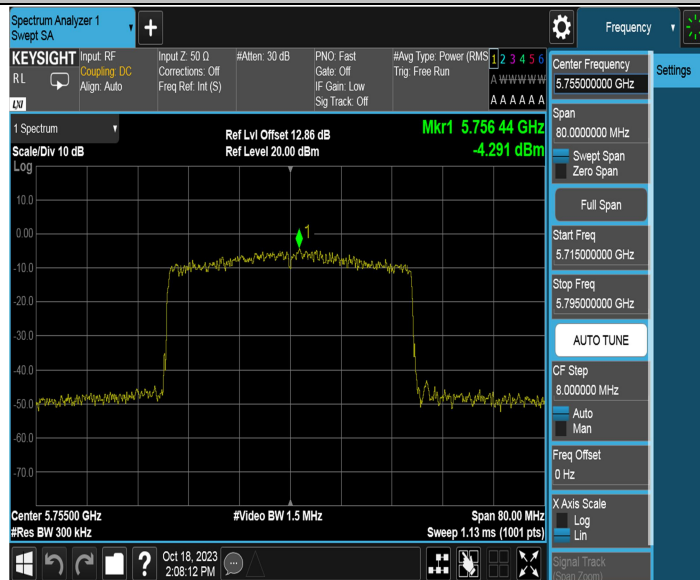 Spectrum Analyzer 1
Swept SA
+
Frequency
KEYSIGHT
RL
LXI
Input: RF
Coupling: DC
Align: Auto
Input Z: 50 Ω
Corrections: Off
Freq Ref: Int (S)
#Atten: 30 dB
PNO: Fast
Gate: Off
IF Gain: Low
Sig Track: Off
#Avg Type: Power (RMS
Trig: Free Run
1 2 3 4 5 6
A W W W W W
A A A A A A
1 Spectrum
Scale/Div 10 dB
Ref Lvl Offset 12.86 dB
Ref Level 20.00 dBm
Mkr1 5.756 44 GHz
-4.291 dBm
Log
10.0
0.00
-10.0
-20.0
-30.0
-40.0
-50.0
-60.0
-70.0
1
Center 5.75500 GHz
#Res BW 300 kHz
#Video BW 1.5 MHz
Span 80.00 MHz
Sweep 1.13 ms (1001 pts)
Center Frequency
5.755000000 GHz
Settings
Span
80.0000000 MHz
Swept Span
Zero Span
Full Span
Start Freq
5.715000000 GHz
Stop Freq
5.795000000 GHz
AUTO TUNE
CF Step
8.000000 MHz
Auto
Man
Freq Offset
0 Hz
X Axis Scale
Log
Lin
Signal Track
(Span Zoom)
?
Oct 18, 2023
2:08:12 PM